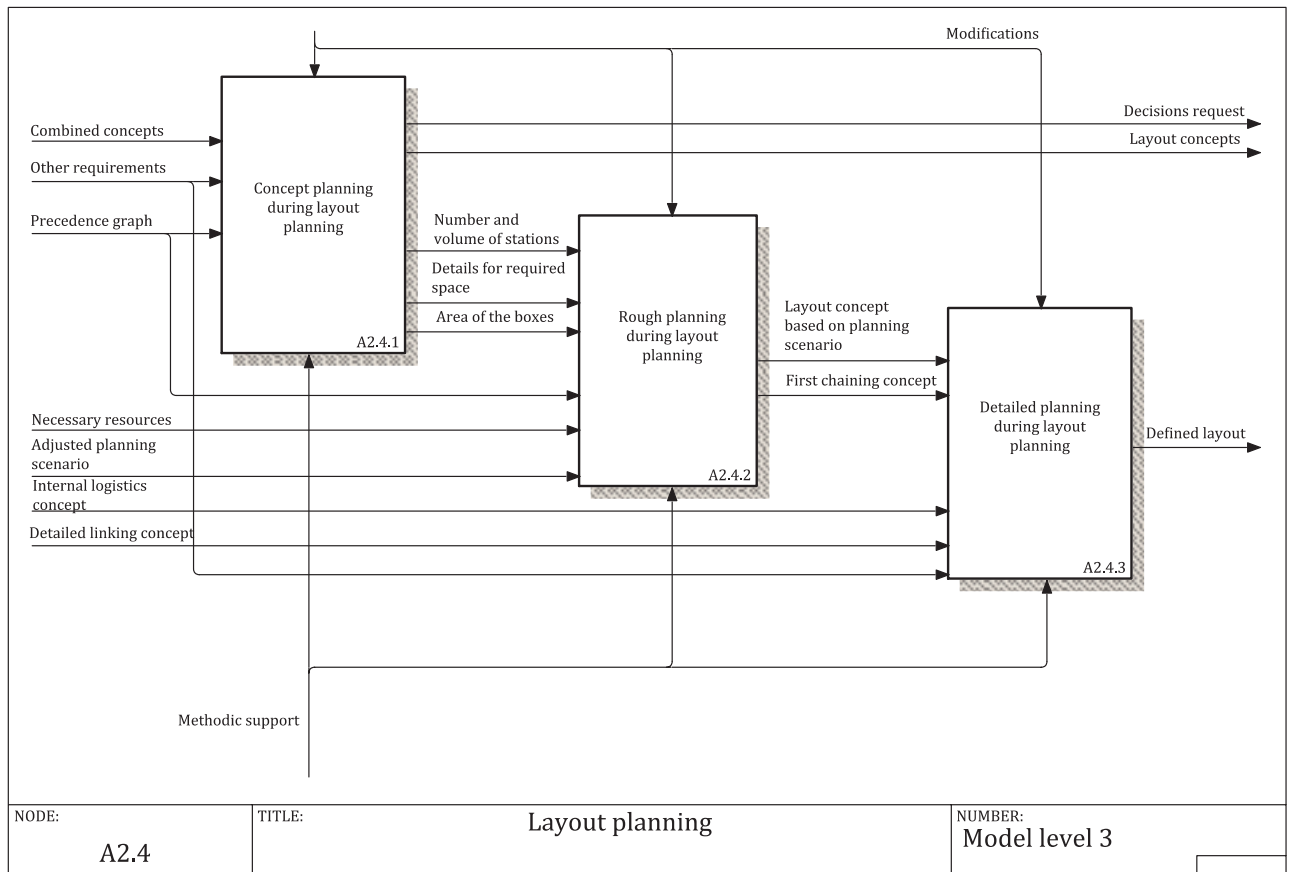 Modifications
Decisions request
Layout concepts
Combined concepts
Other requirements
Precedence graph
Concept planning
during layout
planning
A2.4.1
Number and
volume of stations
Details for required
space
Area of the boxes
Rough planning
during layout
planning
A2.4.2
Layout concept
based on planning
scenario
First chaining concept
Detailed planning
during layout
planning
A2.4.3
Defined layout
Necessary resources
Adjusted planning
scenario
Internal logistics
concept
Detailed linking concept
Methodic support
NODE:
A2.4
TITLE:
Layout planning
NUMBER:
Model level 3